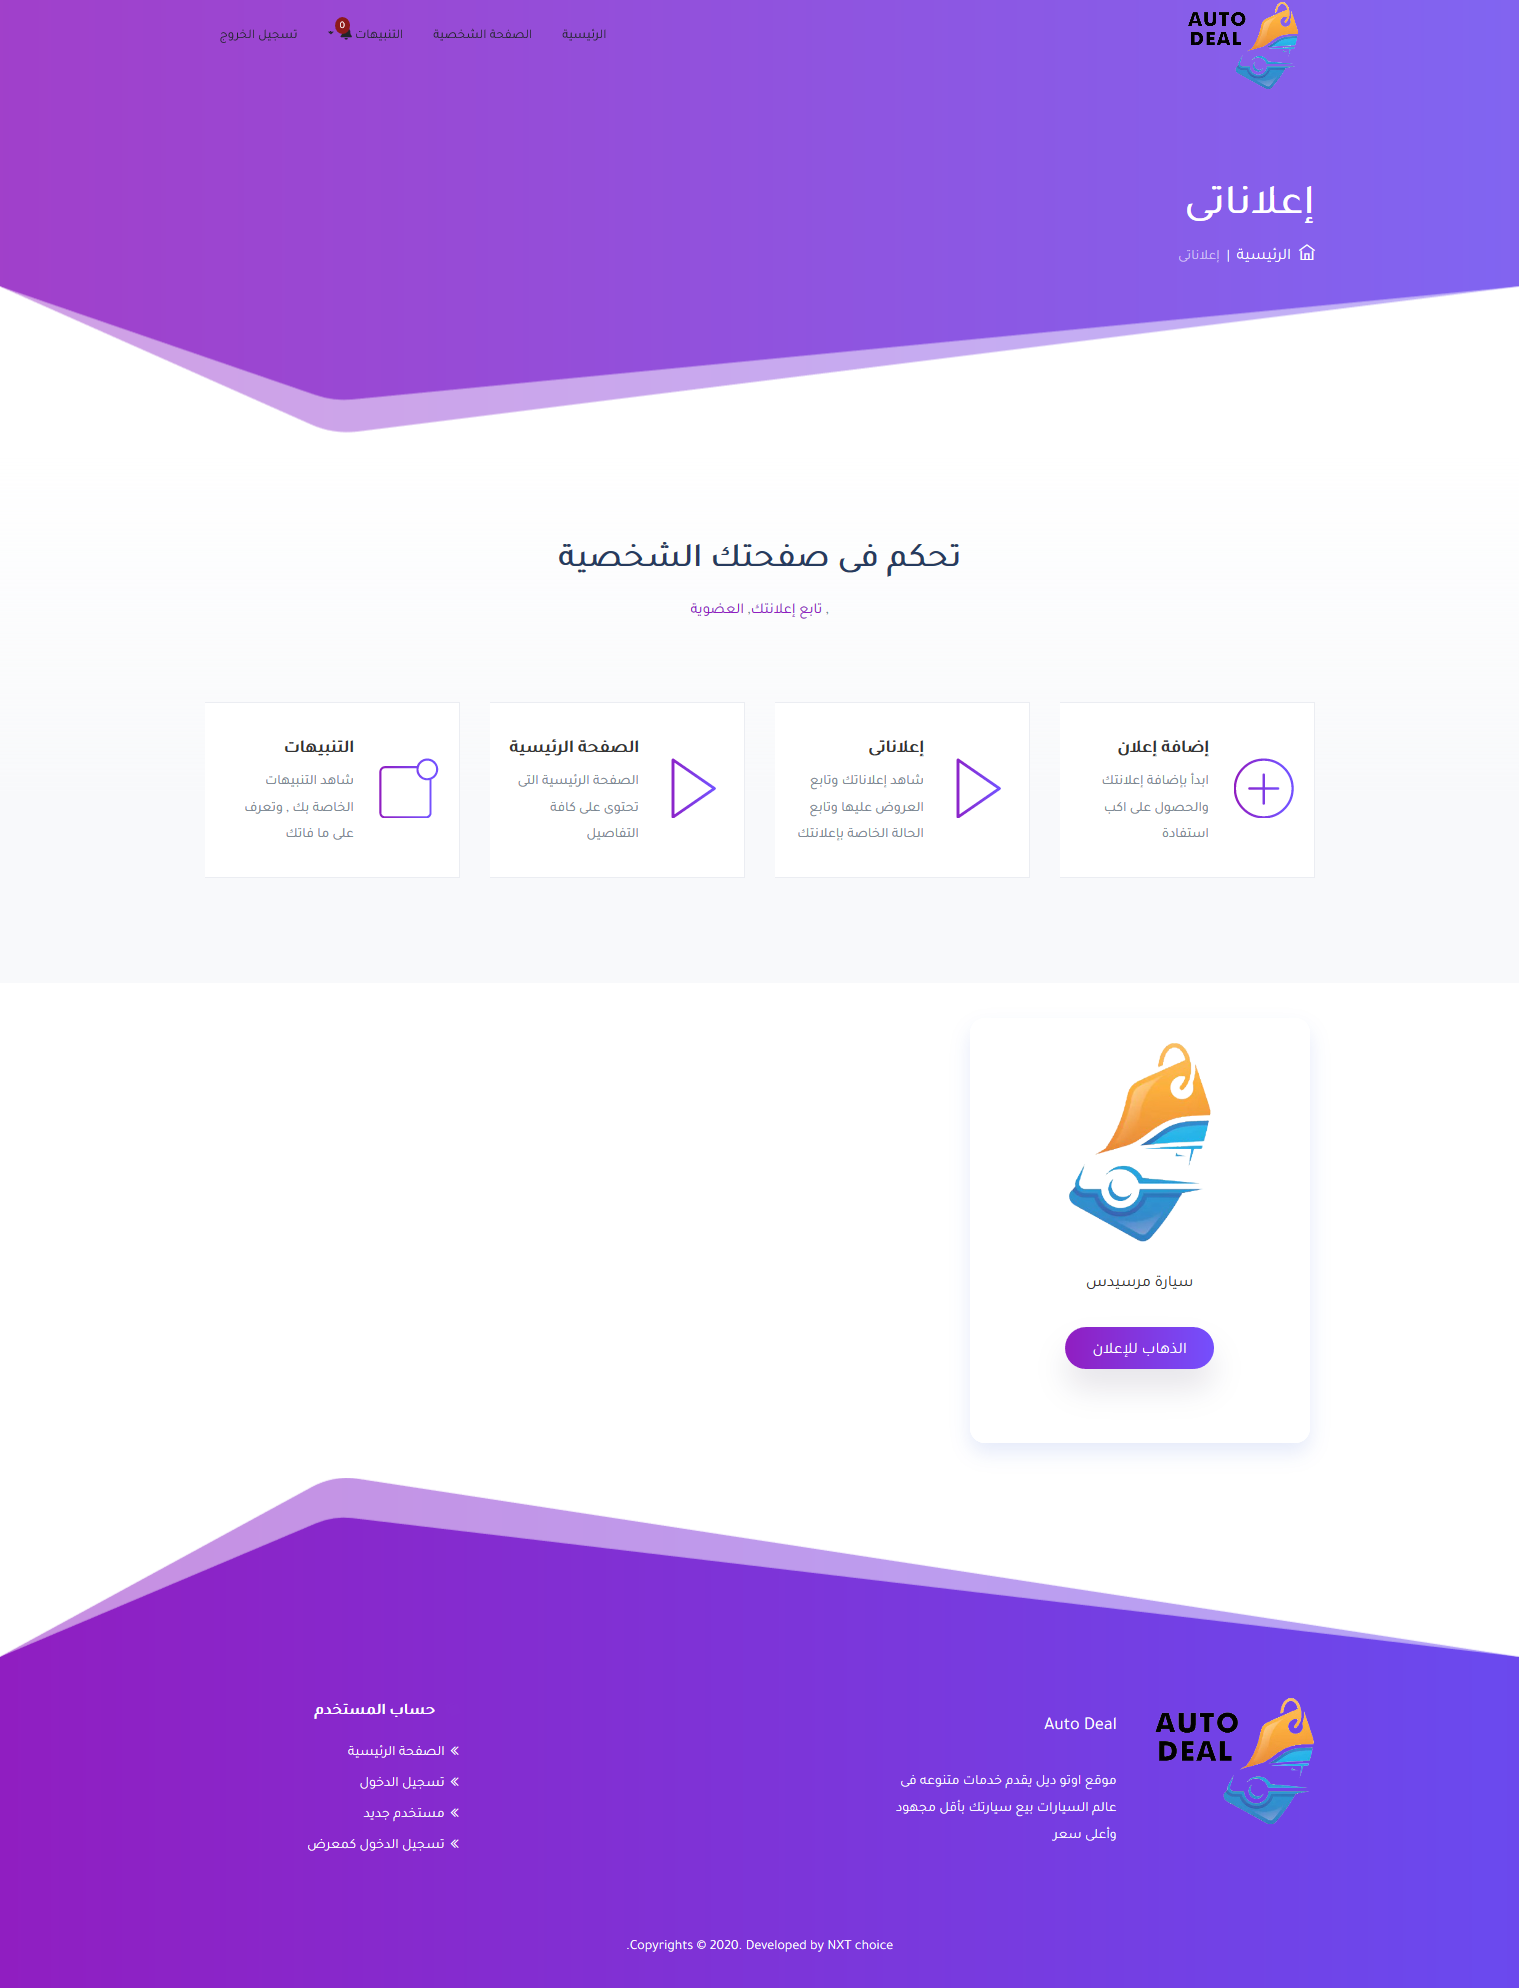 AUTO
DEAL
الرئيسية
الصفحة الشخصية
التنبيهات
0
تسجيل الخروج
إعلاناتى
الرئيسية | إعلاناتى
تحكم فى صفحتك الشخصية
, تابع إعلانتك, العضوية
إضافة إعلان
ابدأ بإضافة إعلانتك
والحصول على اكب
استفادة
إعلاناتى
شاهد إعلاناتك وتابع
العروض عليها وتابع
الحالة الخاصة بإعلانتك
الصفحة الرئيسية
الصفحة الرئيسية التى
تحتوى على كافة
التفاصيل
التنبيهات
شاهد التنبيهات
الخاصة بك , وتعرف
على ما فاتك
سيارة مرسيدس
الذهاب للإعلان
AUTO
DEAL
Auto Deal
موقع اوتو ديل يقدم خدمات متنوعه فى
عالم السيارات بيع سيارتك بأقل مجهود
وأعلى سعر
حساب المستخدم
الصفحة الرئيسية
تسجيل الدخول
مستخدم جديد
تسجيل الدخول كمعرض
.Copyrights © 2020. Developed by NXT choice